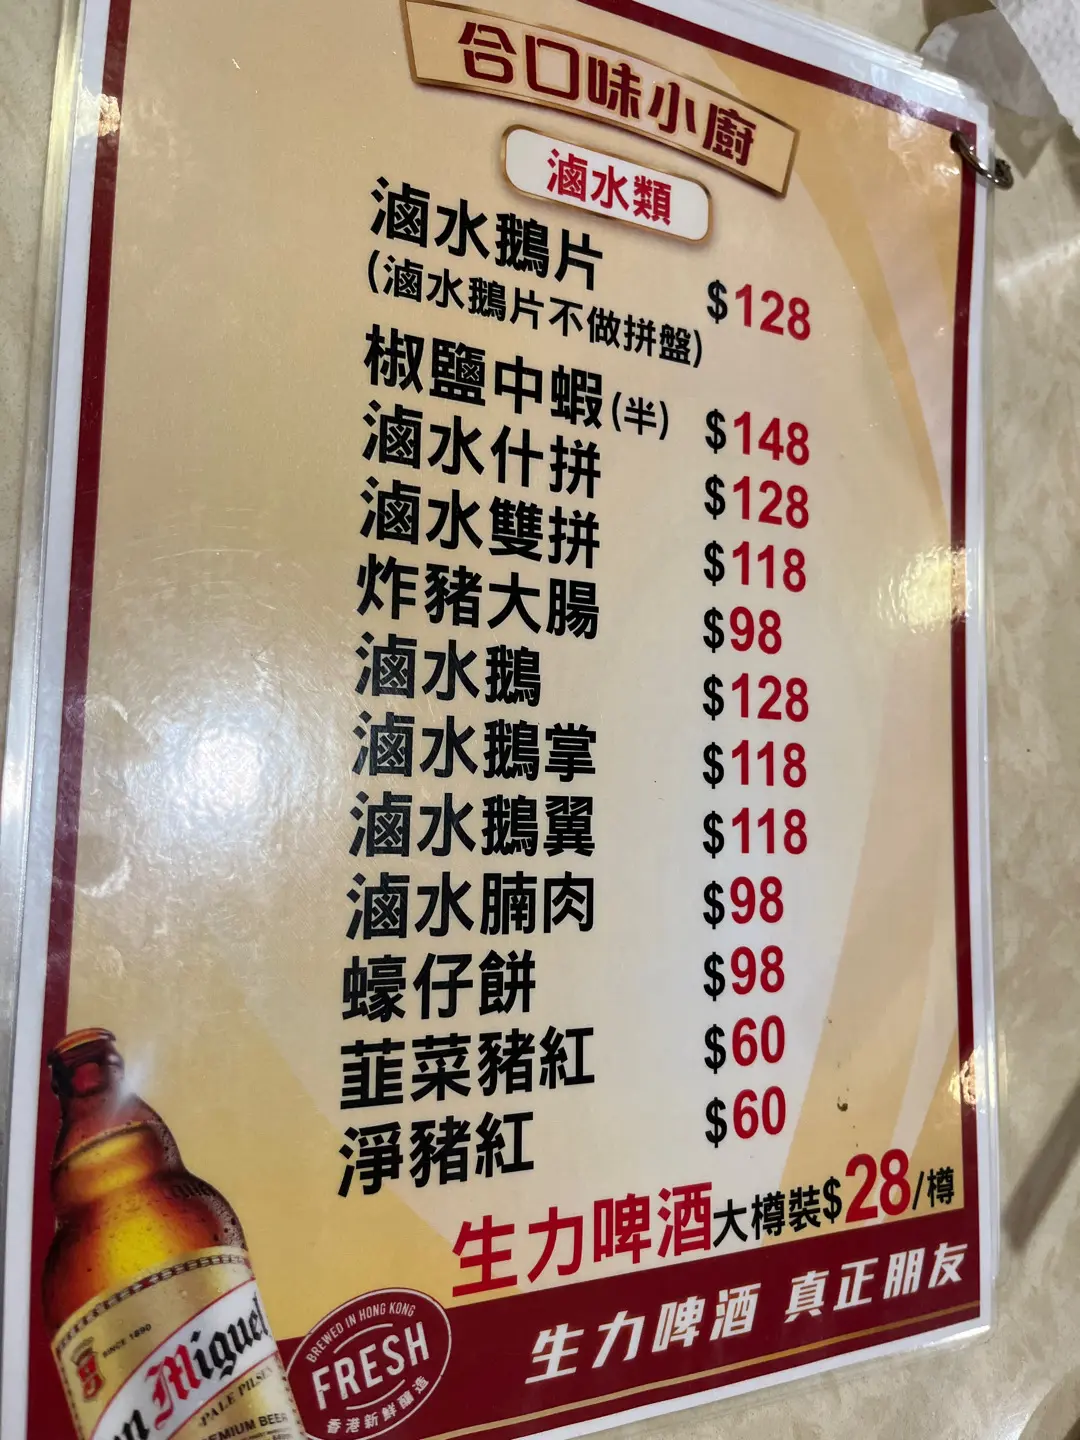 合口味小廚
滷水類
滷水鵝片 $128
(滷水鵝片不做拼盤)
椒鹽中蝦(半) $148
滷水什拼 $128
滷水雙拼 $118
炸豬大腸 $98
滷水鵝 $128
滷水鵝掌 $118
滷水鵝翼 $118
滷水腩肉 $98
蠔仔餅 $98
韮菜豬紅 $60
淨豬紅 $60
生力啤酒大樽裝$28/樽
生力啤酒 真正朋友
BREWED IN HONG KONG
FRESH
香港新鮮
SINCE 1890
Miguel
PALE PILSEN